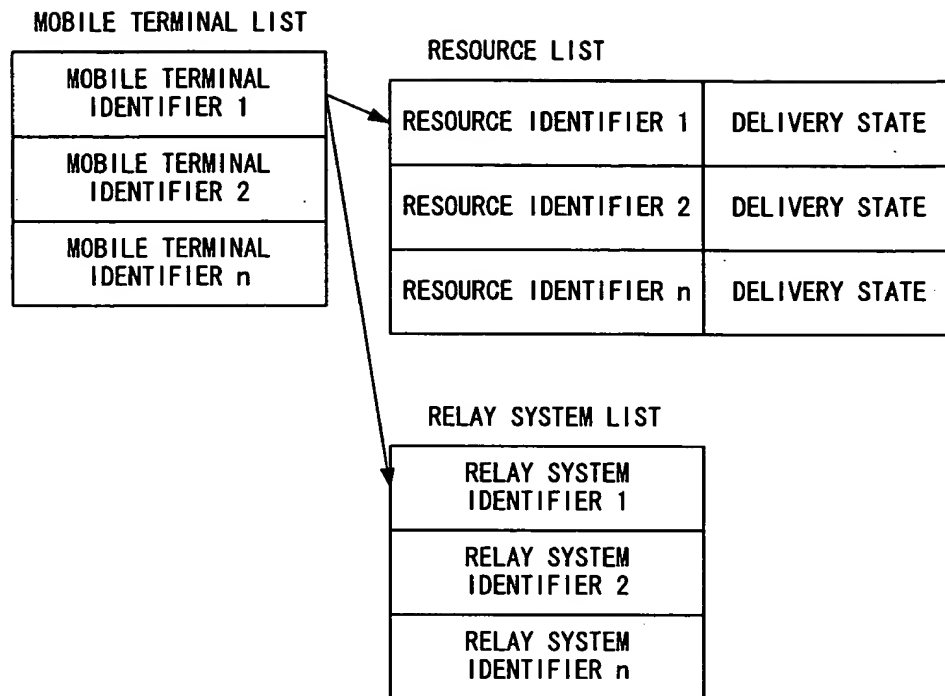 MOBILE TERMINAL LIST
MOBILE TERMINAL
IDENTIFIER 1
MOBILE TERMINAL
IDENTIFIER 2
MOBILE TERMINAL
IDENTIFIER n
RESOURCE LIST
RESOURCE IDENTIFIER 1 DELIVERY STATE
RESOURCE IDENTIFIER 2 DELIVERY STATE
RESOURCE IDENTIFIER n DELIVERY STATE
RELAY SYSTEM LIST
RELAY SYSTEM
IDENTIFIER 1
RELAY SYSTEM
IDENTIFIER 2
RELAY SYSTEM
IDENTIFIER n